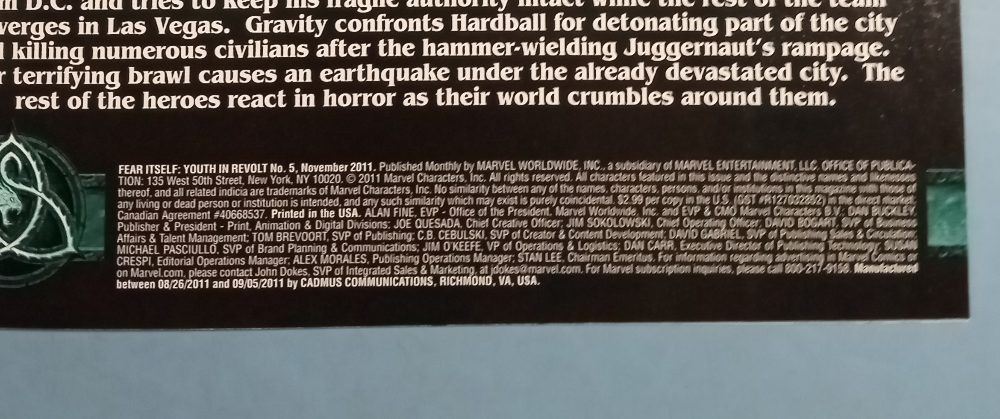 D.C. and tries to keep his fragile authority intact while the rest of the team
verges in Las Vegas. Gravity confronts Hardball for detonating part of the city
killing numerous civilians after the hammer-wielding Juggernaut's rampage.
terrifying brawl causes an earthquake under the already devastated city. The
rest of the heroes react in horror as their world crumbles around them.
FEAR ITSELF: YOUTH IN REVOLT No. 5, November 2011. Published Monthly by MARVEL WORLDWIDE, INC., a subsidiary of MARVEL ENTERTAINMENT, LLC. OFFICE OF PUBLICA-
TION: 135 West 50th Street, New York, NY 10020. © 2011 Marvel Characters, Inc. All rights reserved. All characters featured in this issue and the distinctive names and likenesses
thereof, and all related indicia are trademarks of Marvel Characters, Inc. No similarity between any of the names, characters, persons, and/or institutions in this magazine with those of
any living or dead person or institution is intended, and any such similarity which may exist is purely coincidental. $2.99 per copy in the U.S. (GST #R127032852) in the direct market.
Canadian Agreement #40668537. Printed in the USA. ALAN FINE, EVP - Office of the President, Marvel Worldwide, Inc. and EVP & CMO Marvel Characters B.V.; DAN BUCKLEY,
Publisher & President - Print, Animation & Digital Divisions; JOE QUESADA, Chief Creative Officer; JIM SOKOLOWSKI, Chief Operating Officer; DAVID BOGART, SVP of Business
Affairs & Talent Management; TOM BREVOORT, SVP of Publishing; C.B. CEBULSKI, SVP of Creator & Content Development; DAVID GABRIEL, SVP of Publishing Sales & Circulation;
MICHAEL PASCIULLO, SVP of Brand Planning & Communications; JIM O'KEEFE, VP of Operations & Logistics; DAN CARR, Executive Director of Publishing Technology; SUSAN
CRESPI, Editorial Operations Manager; ALEX MORALES, Publishing Operations Manager; STAN LEE, Chairman Emeritus. For information regarding advertising in Marvel Comics or
on Marvel.com, please contact John Dokes, SVP of Integrated Sales & Marketing, at jdokes@marvel.com. For Marvel subscription inquiries, please call 800-217-9158. Manufactured
between 08/26/2011 and 09/05/2011 by CADMUS COMMUNICATIONS, RICHMOND, VA, USA.